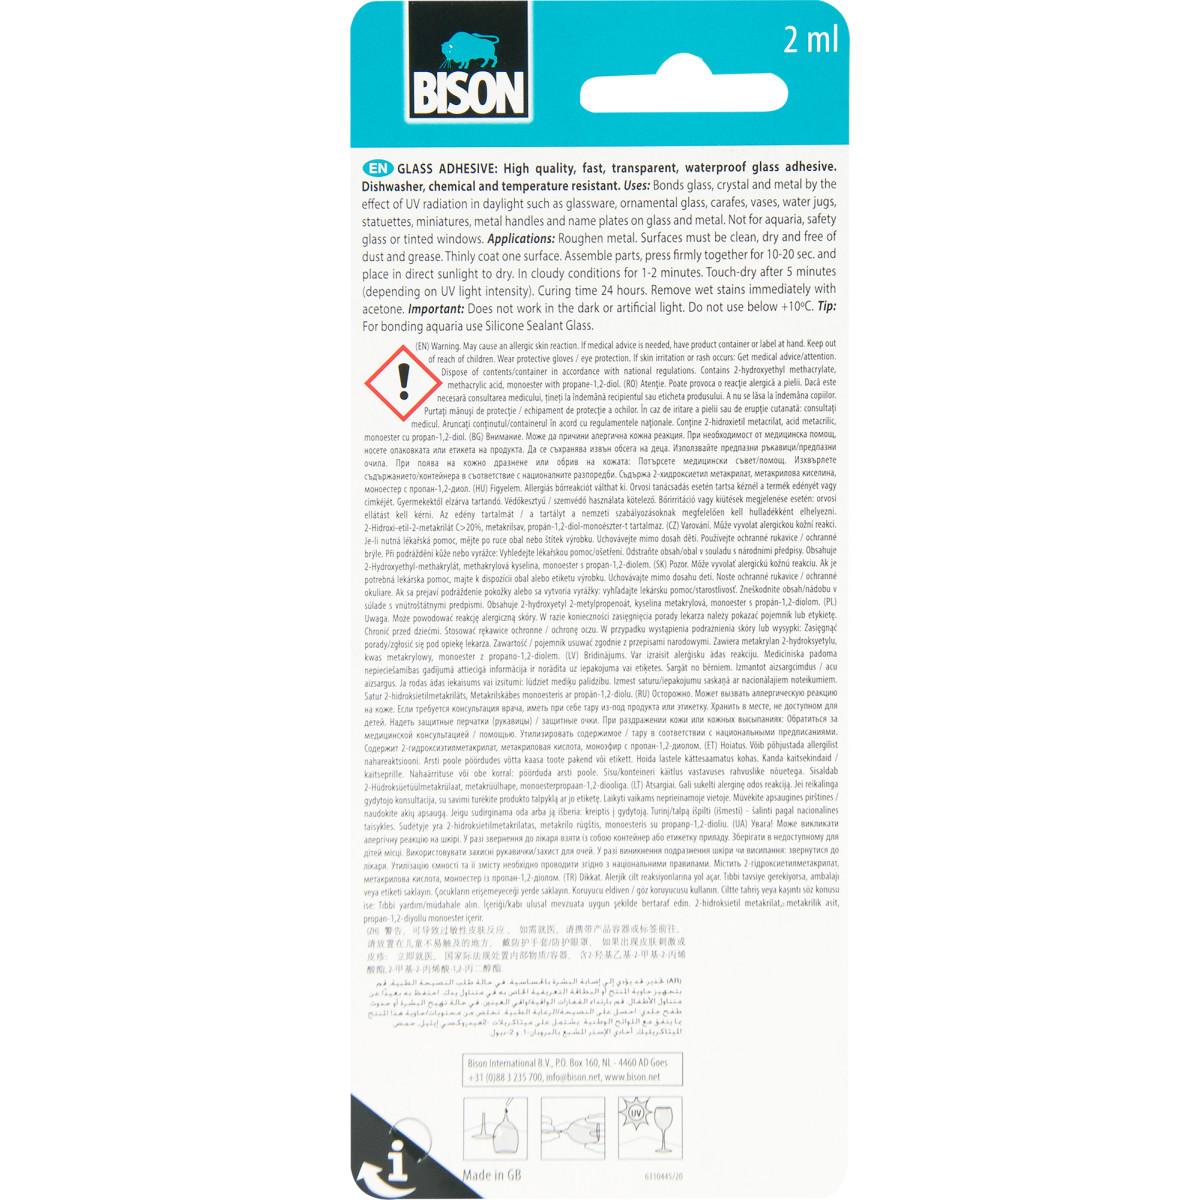 BISON
2 ml
EN GLASS ADHESIVE: High quality, fast, transparent, waterproof glass adhesive.
Dishwasher, chemical and temperature resistant. Uses: Bonds glass, crystal and metal by the
effect of UV radiation in daylight such as glassware, ornamental glass, carafes, vases, water jugs,
statuettes, miniatures, metal handles and name plates on glass and metal. Not for aquaria, safety
glass or tinted windows. Applications: Roughen metal. Surfaces must be clean, dry and free of
dust and grease. Thinly coat one surface. Assemble parts, press firmly together for 10-20 sec. and
place in direct sunlight to dry. In cloudy conditions for 1-2 minutes. Touch-dry after 5 minutes
(depending on UV light intensity). Curing time 24 hours. Remove wet stains immediately with
acetone. Important: Does not work in the dark or artificial light. Do not use below +10ºC. Tip:
For bonding aquaria use Silicone Sealant Glass.
(EN) Warning. May cause an allergic skin reaction. If medical advice is needed, have product container or label at hand. Keep out
of reach of children. Wear protective gloves / eye protection. If skin irritation or rash occurs: Get medical advice/attention.
Dispose of contents/container in accordance with national regulations. Contains 2-hydroxyethyl methacrylate,
methacrylic acid, monoester with propane-1,2-diol. (RO) Atenție. Poate provoca o reacție alergică a pielii. Dacă este
necesară consultarea medicului, țineți la îndemână recipientul sau eticheta produsului. A nu se lăsa la îndemâna copiilor.
Purtați mănuși de protecție / echipament de protecție a ochilor. În caz de iritare a pielii sau de erupție cutanată: consultați
medicul. Aruncați conținutul/containerul în acord cu regulamentele naționale. Conține 2-hidroxietil metacrilat, acid metacrilic,
monoester cu propan-1,2-diol. (BG) Внимание. Може да причини алергична кожна реакция. При необходимост от медицинска помощ,
носете опаковката или етикета на продукта. Да се съхранява извън обсега на деца. Използвайте предпазни ръкавици/предпазни
очила. При поява на кожно дразнене или обрив на кожата: Потърсете медицински съвет/помощ. Изхвърлете
съдържанието/контейнера в съответствие с националните разпоредби. Съдържа 2-хидроксиетил метакрилат, метакрилова киселина,
моноестер с пропан-1,2-диол. (HU) Figyelem. Allergiás bőrreakciót válthat ki. Orvosi tanácsadás esetén tartsa kéznél a termék edényét vagy
címkéjét. Gyermekektől elzárva tartandó. Védőkesztyű / szemvédő használata kötelező. Bőrirritáció vagy kiütések megjelenése esetén: orvosi
ellátást kell kérni. Az edény tartalmát / a tartályt a nemzeti szabályozásoknak megfelelően kell hulladékként elhelyezni.
2-Hidroxi-etil-2-metakrilát C>20%, metakrilsav, propán-1,2-diol-monoészter-t tartalmaz. (CZ) Varování. Může vyvolat alergickou kožní reakci.
Je-li nutná lékařská pomoc, mějte po ruce obal nebo štítek výrobku. Uchovávejte mimo dosah dětí. Používejte ochranné rukavice / ochranné
brýle. Při podráždění kůže nebo vyrážce: Vyhledejte lékařskou pomoc/ošetření. Odstraňte obsah/obal v souladu s národními předpisy. Obsahuje
2-Hydroxyethyl-methakrylát, methakrylová kyselina, monoester s propan-1,2-diolem. (SK) Pozor. Môže vyvolať alergickú kožnú reakciu. Ak je
potrebná lekárska pomoc, majte k dispozícii obal alebo etiketu výrobku. Uchovávajte mimo dosahu detí. Noste ochranné rukavice / ochranné
okuliare. Ak sa prejaví podráždenie pokožky alebo sa vytvoria vyrážky: vyhľadajte lekársku pomoc/starostlivosť. Zneškodnite obsah/nádobu v
súlade s vnútroštátnymi predpismi. Obsahuje 2-hydroxyetyl 2-metylpropenoát, kyselina metakrylová, monoester s propán-1,2-diolom. (PL)
Uwaga. Może powodować reakcję alergiczną skóry. W razie konieczności zasięgnięcia porady lekarza należy pokazać pojemnik lub etykietę.
Chronić przed dziećmi. Stosować rękawice ochronne / ochronę oczu. W przypadku wystąpienia podrażnienia skóry lub wysypki: Zasięgnąć
porady/zgłosić się pod opiekę lekarza. Zawartość / pojemnik usuwać zgodnie z przepisami narodowymi. Zawiera metakrylan 2-hydroksyetylu,
kwas metakrylowy, monoester z propano-1,2-diolem. (LV) Brīdinājums. Var izraisīt alerģisku ādas reakciju. Medicīniska padoma
nepieciešamības gadījumā attiecīgā informācija ir norādīta uz iepakojuma vai etiķetes. Sargāt no bērniem. Izmantot aizsargcimdus / acu
aizsargus. Ja rodas ādas iekaisums vai izsitumi: lūdziet mediķu palīdzību. Izmest saturu/iepakojumu saskaņā ar nacionālajiem noteikumiem.
Satur 2-hidroksietilmetakrilāts, Metakrilskābes monoesteris ar propān-1,2-diolu. (RU) Осторожно. Может вызвать аллергическую реакцию
на коже. Если требуется консультация врача, иметь при себе тару из-под продукта или этикетку. Хранить в месте, не доступном для
детей. Надеть защитные перчатки (рукавицы) / защитные очки. При раздражении кожи или кожных высыпаниях: Обратиться за
медицинской консультацией / помощью. Утилизировать содержимое / тару в соответствии с национальными предписаниями.
Содержит 2-гидроксиэтилметакрилат, метакриловая кислота, моноэфир с пропан-1,2-диолом. (ET) Hoiatus. Võib põhjustada allergilist
nahareaktsiooni. Arsti poole pöördudes võtta kaasa toote pakend või etikett. Hoida lastele kättesaamatus kohas. Kanda kaitsekindaid /
kaitseprille. Nahaärrituse või obe korral: pöörduda arsti poole. Sisu/konteineri käitlus vastavuses rahvuslike nõuetega. Sisaldab
2-Hüdroksüetüülmetakrülaat, metakrüülhape, monoesterpropaan-1,2-diooliga. (LT) Atsargiai. Gali sukelti alerginę odos reakciją. Jei reikalinga
gydytojo konsultacija, su savimi turėkite produkto talpyklą ar jo etiketę. Laikyti vaikams neprieinamoje vietoje. Mūvėkite apsaugines pirštines /
naudokite akių apsaugą. Jeigu sudirginama oda arba ją išberia: kreiptis į gydytoją. Turinį/talpą išpilti (išmesti) - šalinti pagal nacionalines
taisykles. Sudėtyje yra 2-hidroksietilmetakrilatas, metakrilo rūgštis, monoesteris su propanp-1,2-dioliu. (UA) Увага! Може викликати
алергічну реакцію на шкірі. У разі звернення до лікаря взяти із собою контейнер або етикетку приладу. Зберігати в недоступному для
дітей місці. Використовувати захисні рукавички/захист для очей. У разі виникнення подразнення шкіри чи висипання: звернутися до
лікаря. Утилізацію ємності та її змісту необхідно проводити згідно з національними правилами. Містить 2-гідроксиетилметакрилат,
метакрилова кислота, моноестер із пропан-1,2-діолом. (TR) Dikkat. Alerjik cilt reaksiyonlarına yol açar. Tıbbi tavsiye gerekiyorsa, ambalajı
veya etiketi saklayın. Çocukların erişemeyeceği yerde saklayın. Koruyucu eldiven / göz koruyucusu kullanın. Ciltte tahriş veya kaşıntı söz konusu
ise: Tıbbi yardım/müdahale alın. İçeriği/kabı ulusal mevzuata uygun şekilde bertaraf edin. 2-hidroksietil metakrilat, metakrilik asit,
propan-1,2-diyollu monoester içerir.
(ZH) 警告。可导致过敏性皮肤反应。 如需就医，请携带产品容器或标签前往。
请放置在儿童不易触及的地方。 戴防护手套/防护眼罩。 如果出现皮肤刺激或
皮疹： 立即就医。 国家际法规处置内部物质/容器。 含2-羟基乙基-2-甲基-2-丙烯
酸酯,2-甲基-2-丙烯酸-1,2-丙二醇酯
Bison International B.V., P.O. Box 160, NL - 4460 AD Goes
+31 (0)88 3 235 700, info@bison.net, www.bison.net
UV
i
Made in GB
6310445/20